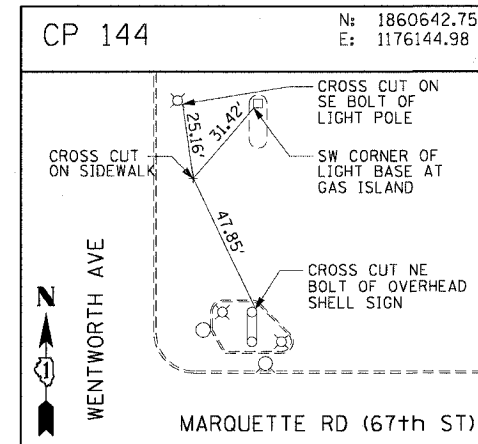 CP 144
N: 1860642.75
E: 1176144.98
CROSS CUT ON
SE BOLT OF
LIGHT POLE
25.16'
31.42'
CROSS CUT
ON SIDEWALK
SW CORNER OF
LIGHT BASE AT
GAS ISLAND
47.85'
CROSS CUT NE
BOLT OF OVERHEAD
SHELL SIGN
N
1
WENTWORTH AVE
MARQUETTE RD (67th ST)